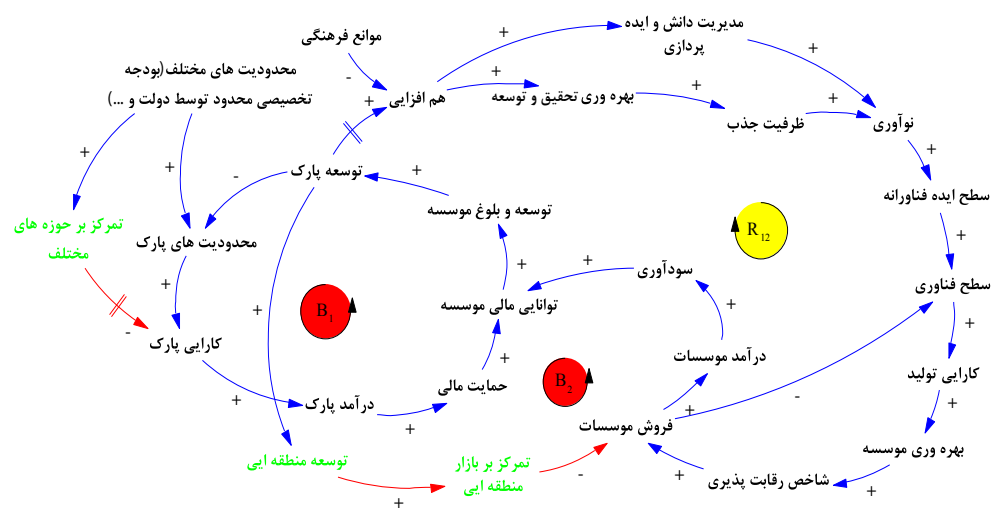 موانع فرهنگی
مدیریت دانش و ایده
پردازی
محدودیت های مختلف(بودجه
تخصیصی محدود توسط دولت و ...)
هم افزایی
بهره وری تحقیق و توسعه
ظرفیت جذب
نوآوری
توسعه پارک
سطح ایده فناورانه
توسعه و بلوغ موسسه
تمرکز بر حوزه های
مختلف
محدودیت های پارک
R12
سودآوری
سطح فناوری
توانایی مالی موسسه
B1
کارایی پارک
درآمد موسسات
کارایی تولید
حمایت مالی
B2
درآمد پارک
فروش موسسات
بهره وری موسسه
توسعه منطقه ایی
تمرکز بر بازار
منطقه ایی
شاخص رقابت پذیری
+
+
-
+
+
+
+
+
+
+
-
+
+
+
+
+
+
+
+
+
-
+
+
+
-
+
+
+
-
+
+
+